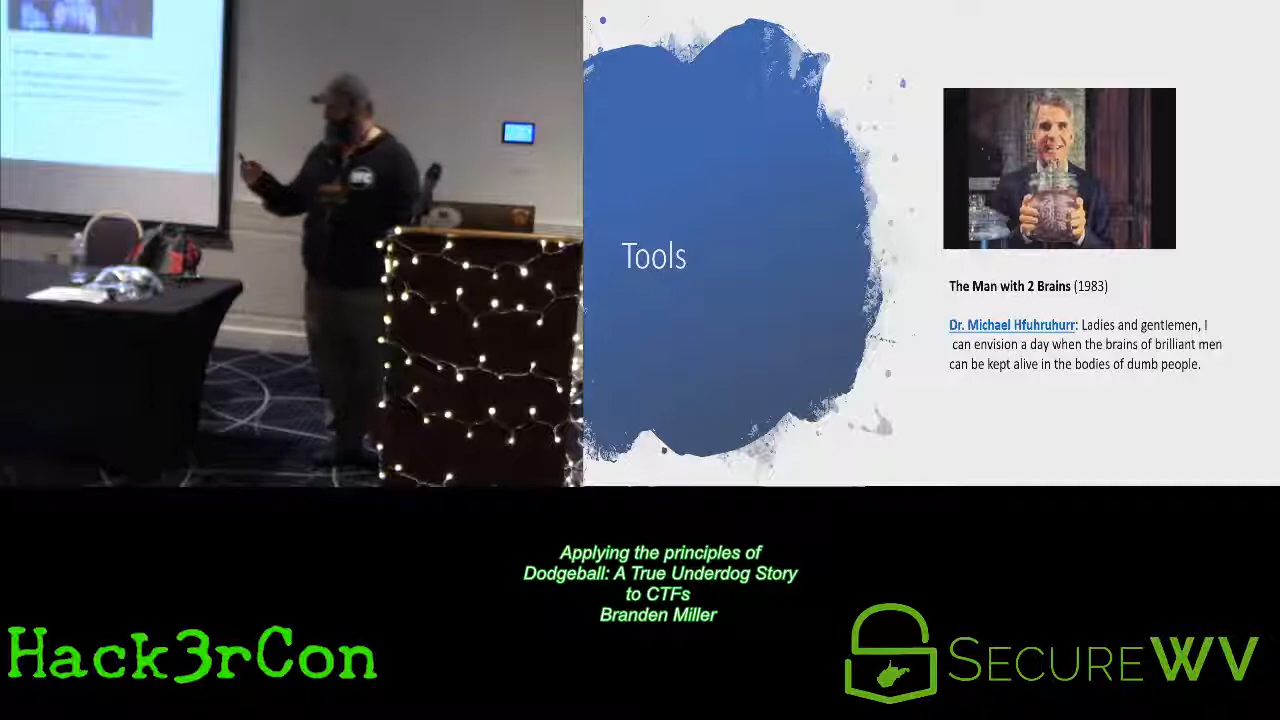 Tools
The Man with 2 Brains (1983)
Dr. Michael Hfuhruhurr: Ladies and gentlemen, I
can envision a day when the brains of brilliant men
can be kept alive in the bodies of dumb people.
Applying the principles of
Dodgeball: A True Underdog Story
to CTFs
Branden Miller
Hack3rCon
SECUREWV